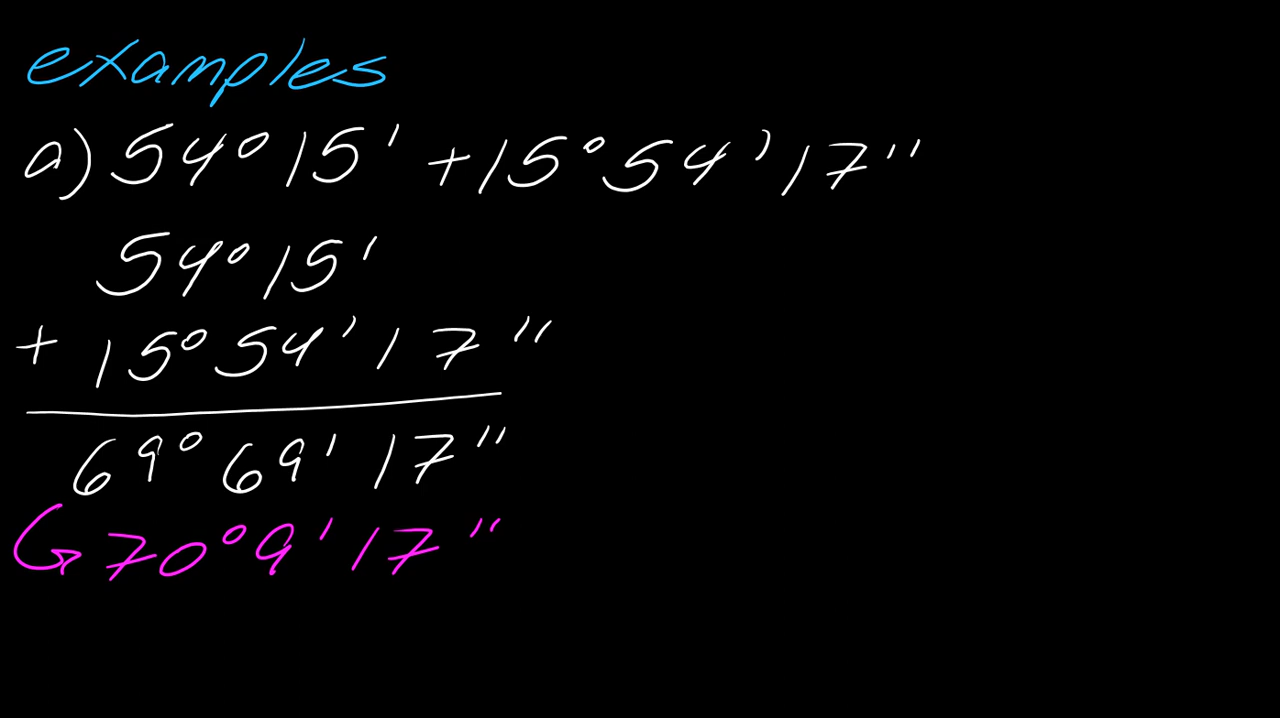 examples
a) 54° 15' + 15° 54' 17"
54° 15'
+ 15° 54' 17"
69° 69' 17"
70° 9' 17"